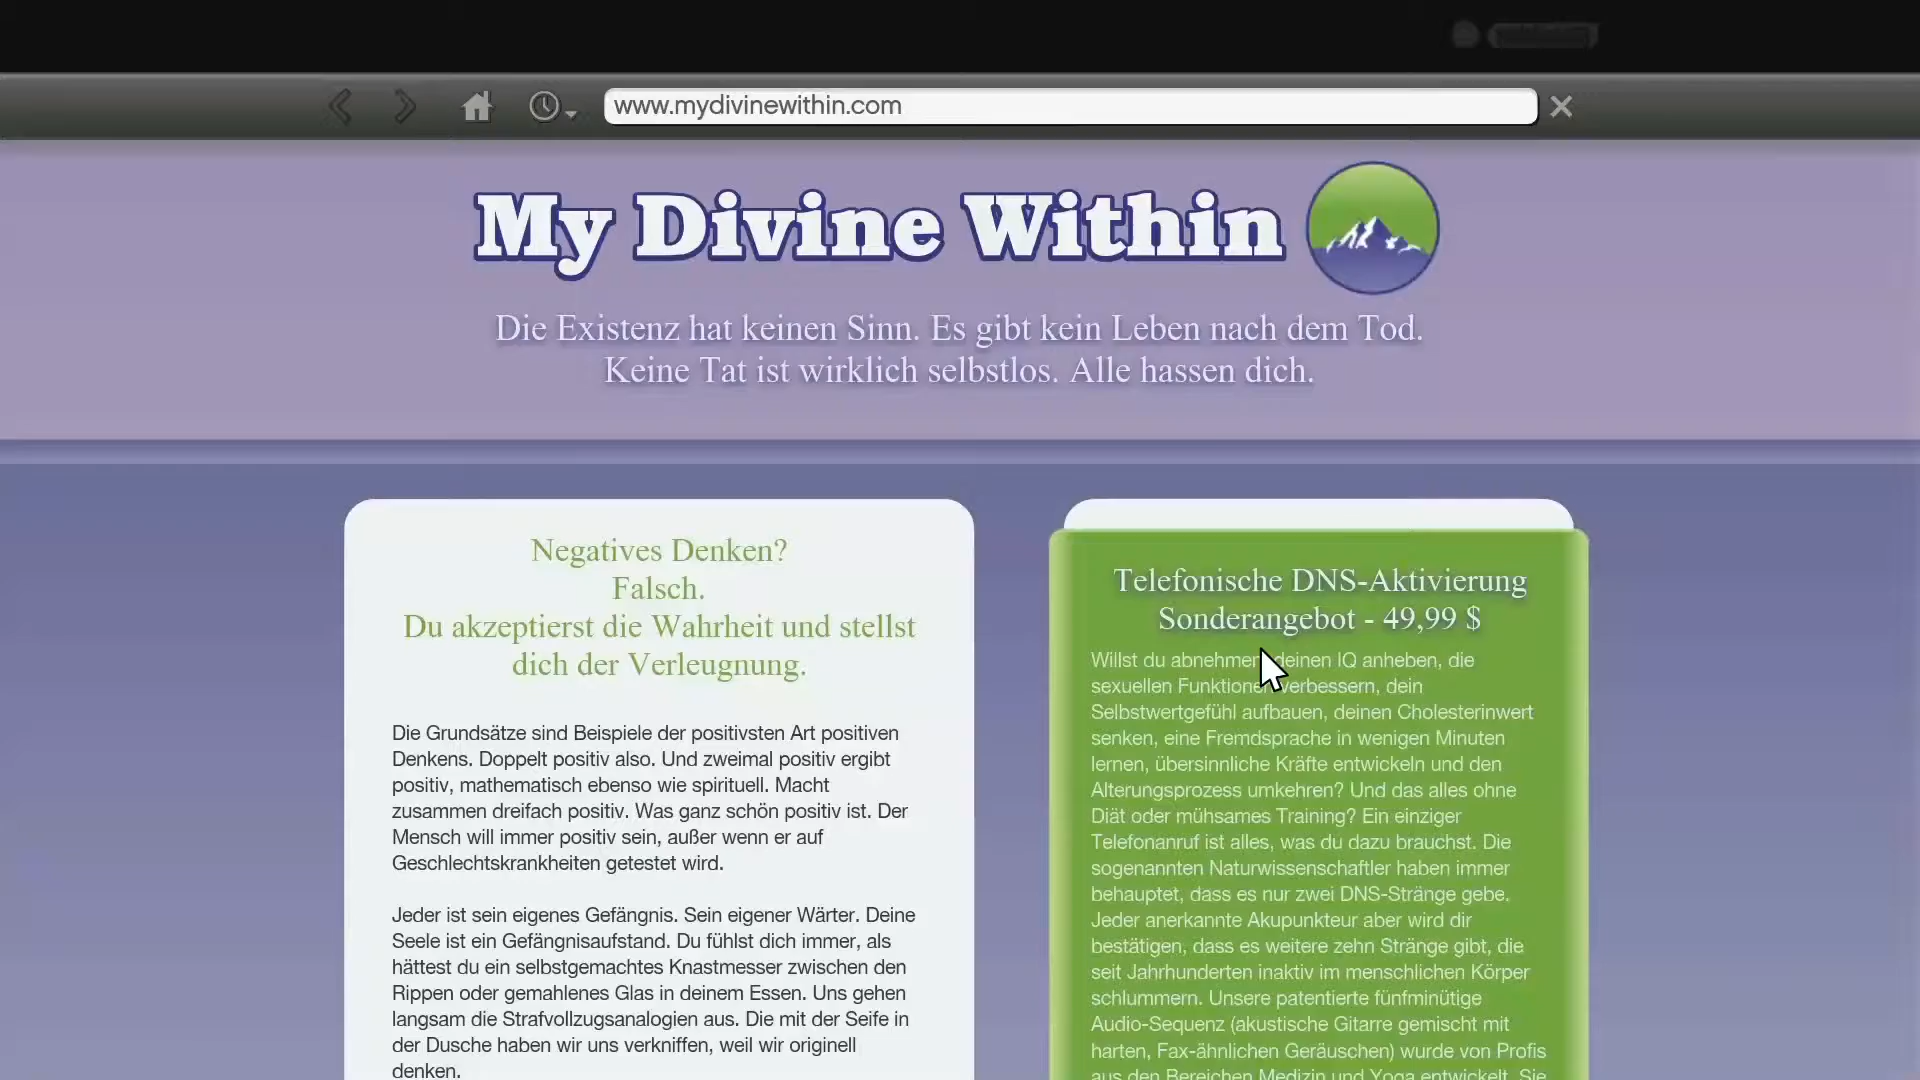 www.mydivinewithin.com
My Divine Within
Die Existenz hat keinen Sinn. Es gibt kein Leben nach dem Tod.
Keine Tat ist wirklich selbstlos. Alle hassen dich.
Negatives Denken?
Falsch.
Du akzeptierst die Wahrheit und stellst
dich der Verleugnung.
Die Grundsätze sind Beispiele der positivsten Art positiven
Denkens. Doppelt positiv also. Und zweimal positiv ergibt
positiv, mathematisch ebenso wie spirituell. Macht
zusammen dreifach positiv. Was ganz schön positiv ist. Der
Mensch will immer positiv sein, außer wenn er auf
Geschlechtskrankheiten getestet wird.
Jeder ist sein eigenes Gefängnis. Sein eigener Wärter. Deine
Seele ist ein Gefängnisaufstand. Du fühlst dich immer, als
hättest du ein selbstgemachtes Knastmesser zwischen den
Rippen oder gemahlenes Glas in deinem Essen. Uns gehen
langsam die Strafvollzugsanalogien aus. Die mit der Seife in
der Dusche haben wir uns verkniffen, weil wir originell
denken.
Telefonische DNS-Aktivierung
Sonderangebot - 49,99 $
Willst du abnehmen, deinen IQ anheben, die
sexuellen Funktionen verbessern, dein
Selbstwertgefühl aufbauen, deinen Cholesterinwert
senken, eine Fremdsprache in wenigen Minuten
lernen, übersinnliche Kräfte entwickeln und den
Alterungsprozess umkehren? Und das alles ohne
Diät oder mühsames Training? Ein einziger
Telefonanruf ist alles, was du dazu brauchst. Die
sogenannten Naturwissenschaftler haben immer
behauptet, dass es nur zwei DNS-Stränge gebe.
Jeder anerkannte Akupunkteur aber wird dir
bestätigen, dass es weitere zehn Stränge gibt, die
seit Jahrhunderten inaktiv im menschlichen Körper
schlummern. Unsere patentierte fünfminütige
Audio-Sequenz (akustische Gitarre gemischt mit
harten, Fax-ähnlichen Geräuschen) wurde von Profis
aus den Bereichen Medizin und Yoga entwickelt. Sie